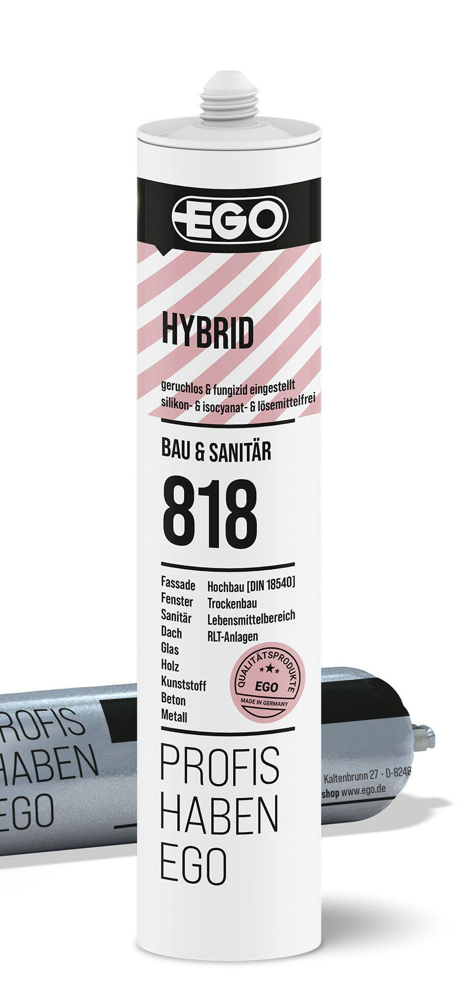 EGO
HYBRID
geruchlos & fungizid eingestellt
silikon- & isocyanat- & lösemittelfrei
BAU & SANITÄR
818
Fassade
Fenster
Sanitär
Dach
Glas
Holz
Kunststoff
Beton
Metall
Hochbau [DIN 18540]
Trockenbau
Lebensmittelbereich
RLT-Anlagen
QUALITÄTSPRODUKTE
EGO
MADE IN GERMANY
PROFIS
HABEN
EGO
ROFIS
HABEN
EGO
Kaltenbrunn 27 · D-8246
shop www.ego.de